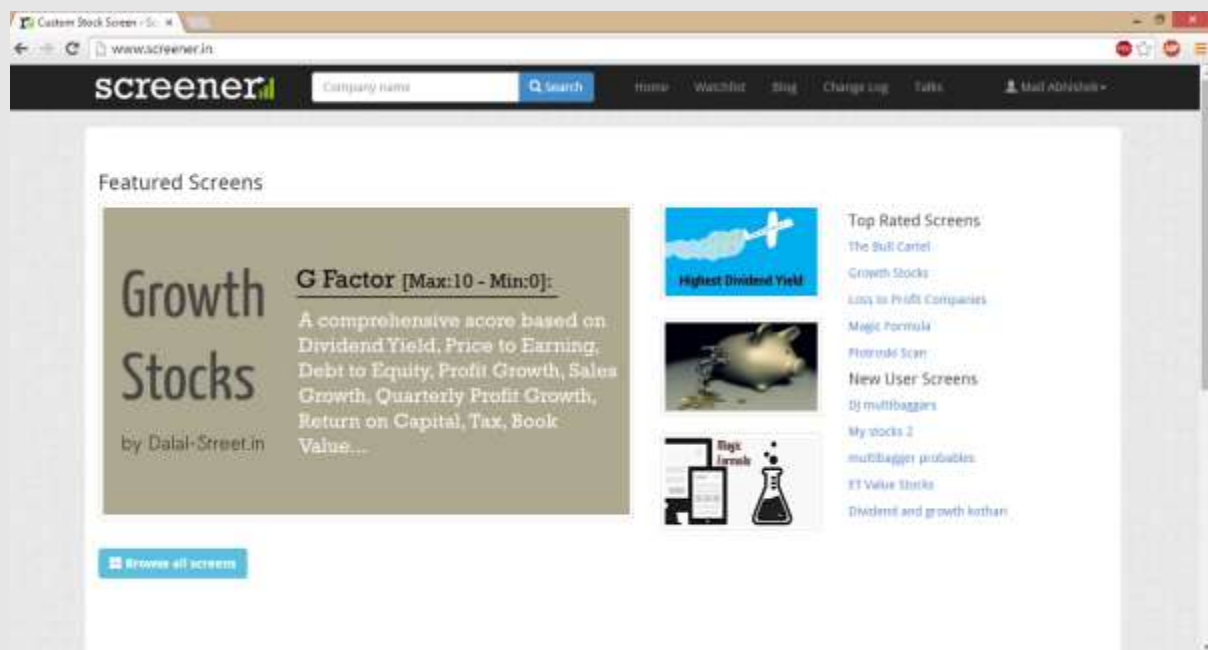 Custom Stock Screen - Sc
www.screener.in
screener
Company name
Search
Home
Watchlist
Blog
Change Log
Talks
Mail Abhishek
Featured Screens
Growth
Stocks
by Dalal-Street.in
G Factor [Max:10 - Min:0]:
A comprehensive score based on
Dividend Yield, Price to Earning,
Debt to Equity, Profit Growth, Sales
Growth, Quarterly Profit Growth,
Return on Capital, Tax, Book
Value...
Highest Dividend Yield
Magic
Formula
Top Rated Screens
The Bull Cartel
Growth Stocks
Loss to Profit Companies
Magic Formula
Piotroski Scan
New User Screens
DJ multibaggars
My stocks 2
multibagger probables
ET Value Stocks
Dividend and growth kothari
Browse all screens